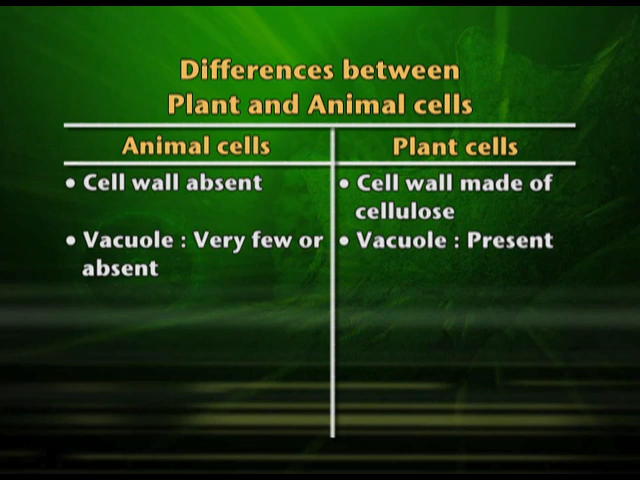 Differences between
Plant and Animal cells
Animal cells
Plant cells
• Cell wall absent
• Cell wall made of
cellulose
• Vacuole : Very few or
absent
• Vacuole : Present